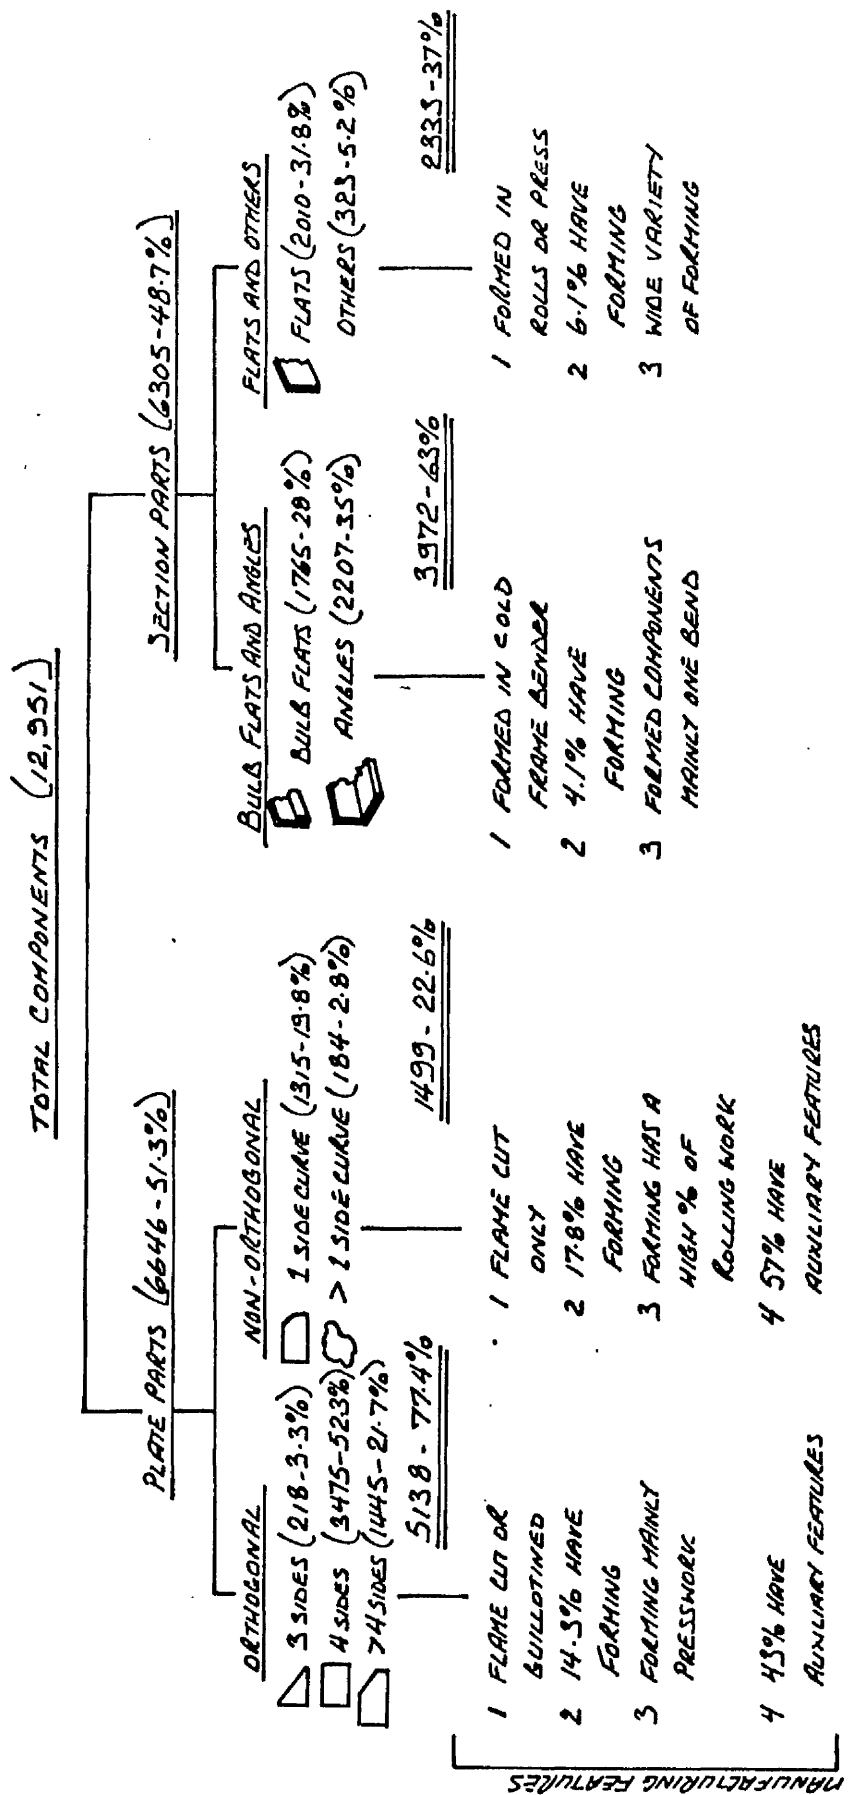 TOTAL COMPONENTS (12,951)
PLATE PARTS (6646-51.3%)
SECTION PARTS (6305-48.7%)
ORTHOGONAL
3 SIDES (218-3.3%)
4 SIDES (3475-52.3%)
>4 SIDES (1445-21.7%)
5138 - 77.4%
NON-ORTHOGONAL
1 SIDE CURVE (1315-19.8%)
> 1 SIDE CURVE (184-2.8%)
1499 - 22.6%
BULB FLATS AND ANGLES
BULB FLATS (1765-28%)
ANGLES (2207-35%)
3972-63%
FLATS AND OTHERS
FLATS (2010-31.8%)
OTHERS (323-5.2%)
2333-37%
MANUFACTURING FEATURES
1 FLAME CUT OR
GUILLOTINED
2 14.3% HAVE
FORMING
3 FORMING MAINLY
PRESSWORK
4 43% HAVE
AUXILIARY FEATURES
1 FLAME CUT
ONLY
2 17.8% HAVE
FORMING
3 FORMING HAS A
HIGH % OF
ROLLING WORK
4 57% HAVE
AUXILIARY FEATURES
1 FORMED IN COLD
FRAME BENDER
2 4.1% HAVE
FORMING
3 FORMED COMPONENTS
MAINLY ONE BEND
1 FORMED IN
ROLLS OR PRESS
2 6.1% HAVE
FORMING
3 WIDE VARIETY
OF FORMING